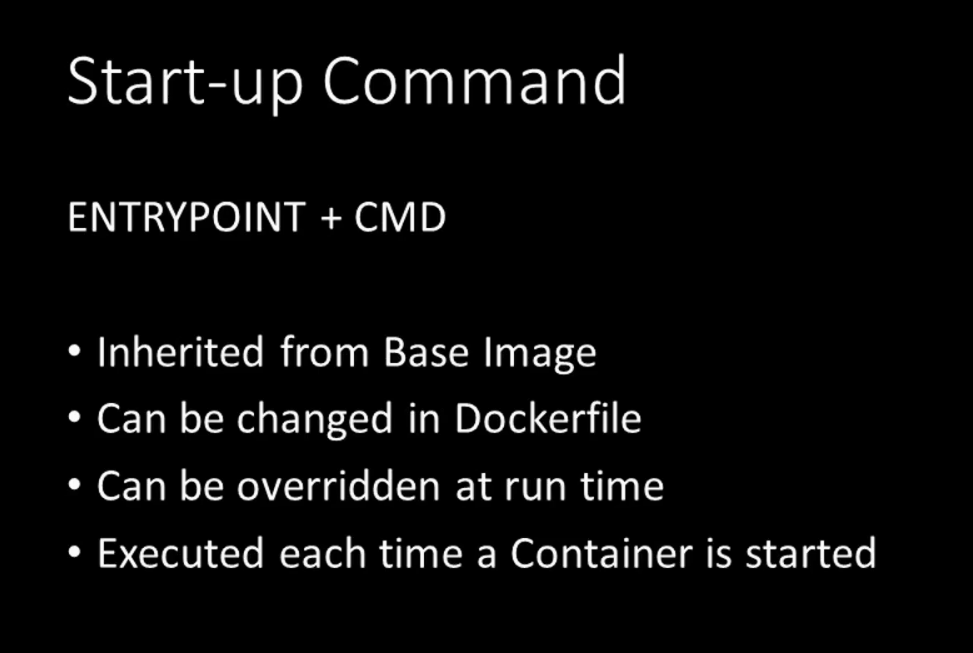 Start-up Command
ENTRYPOINT + CMD
• Inherited from Base Image
• Can be changed in Dockerfile
• Can be overridden at run time
• Executed each time a Container is started